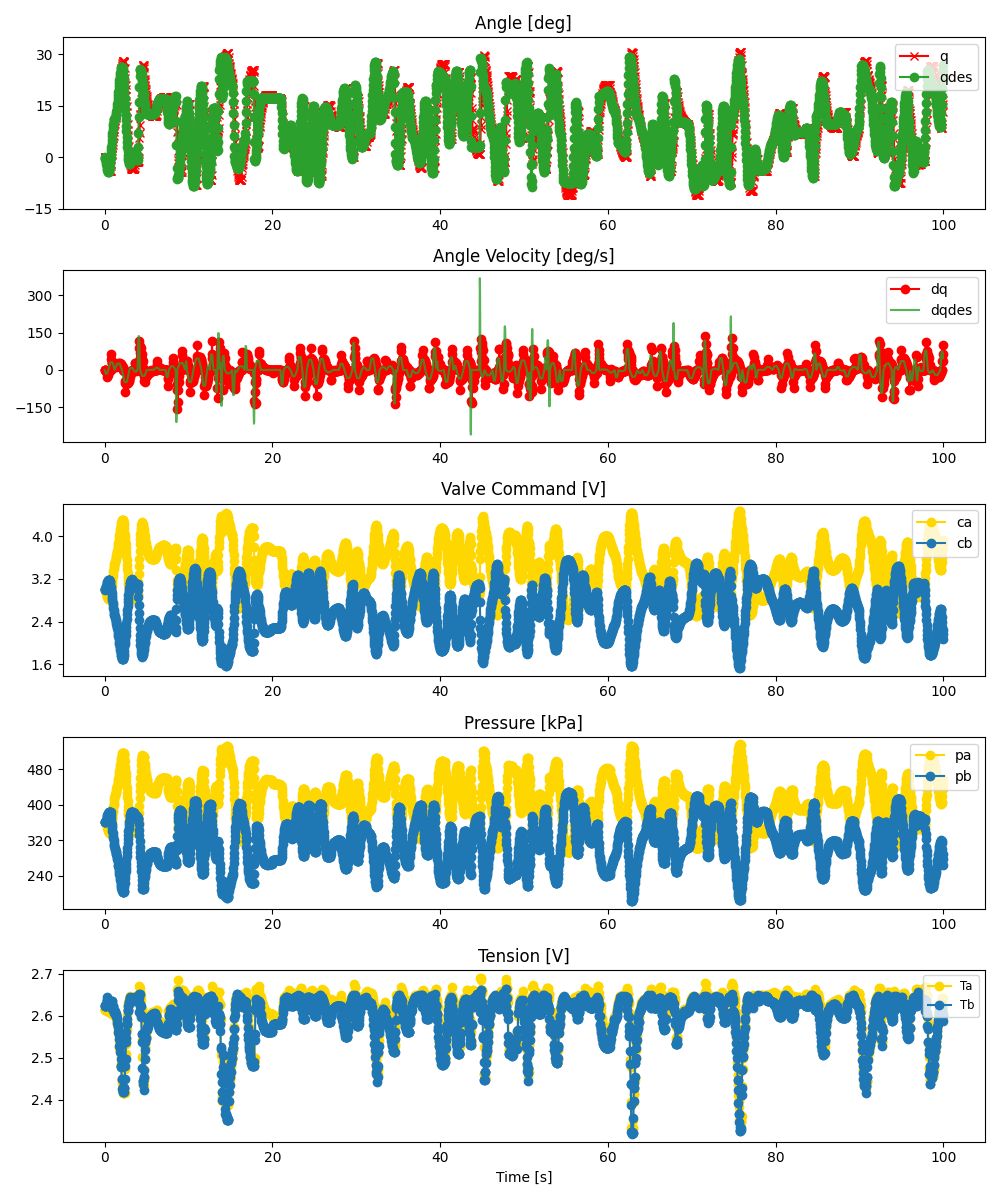 Angle [deg]
30
15
0
−15
q
qdes
0 20 40 60 80 100
Angle Velocity [deg/s]
300
150
0
−150
dq
dqdes
0 20 40 60 80 100
Valve Command [V]
4.0
3.2
2.4
1.6
ca
cb
0 20 40 60 80 100
Pressure [kPa]
480
400
320
240
pa
pb
0 20 40 60 80 100
Tension [V]
2.7
2.6
2.5
2.4
Ta
Tb
0 20 40 60 80 100
Time [s]